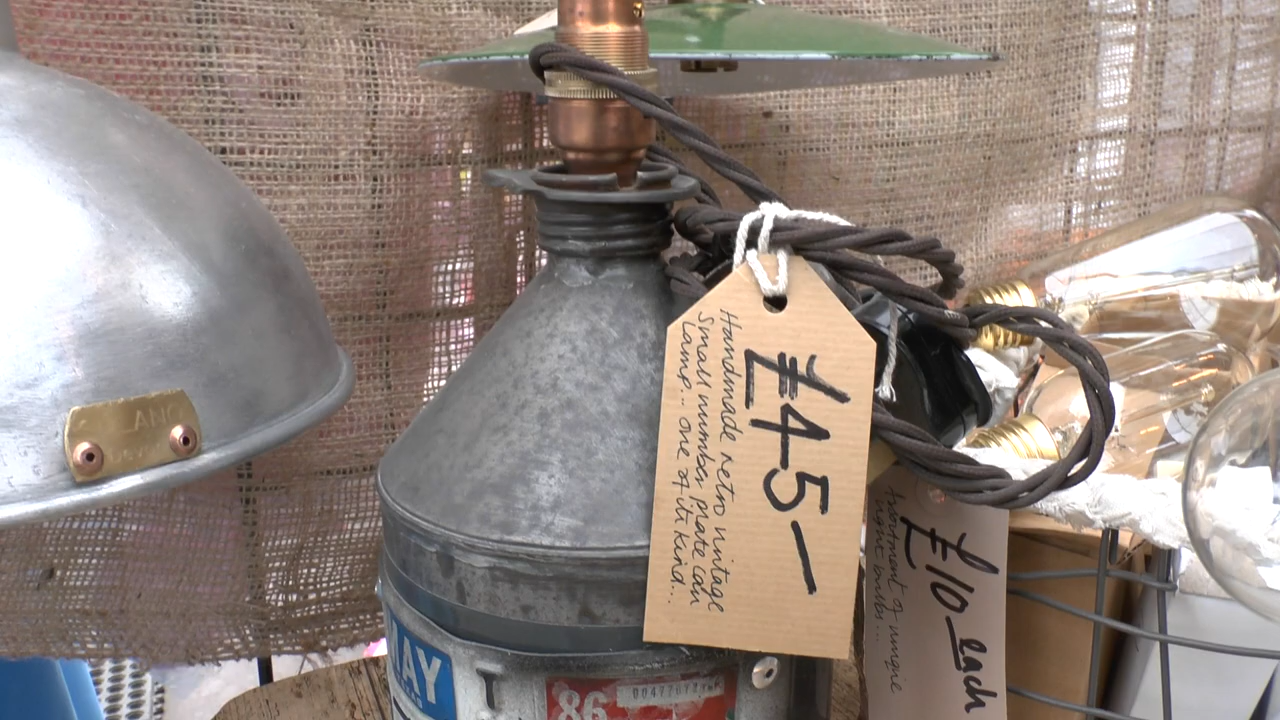 £45-
Handmade retro vintage
small number plate can
lamp... one of its kind..
£10 each
Assortment of unique
light bulbs...
MAY
86